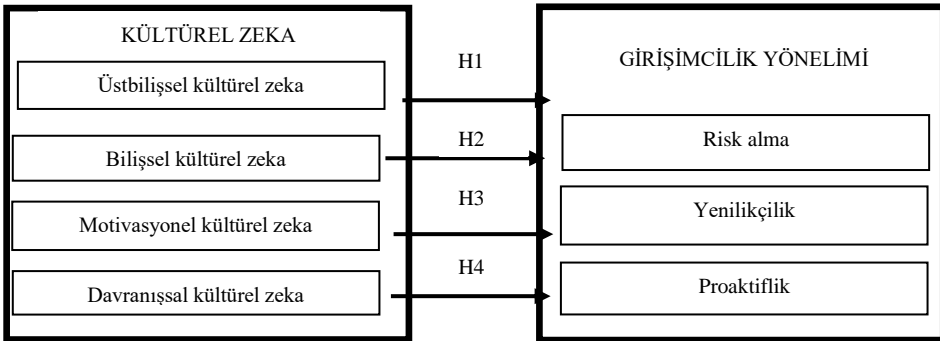 KÜLTÜREL ZEKA
Üstbilişsel kültürel zeka
Bilişsel kültürel zeka
Motivasyonel kültürel zeka
Davranışsal kültürel zeka
H1
H2
H3
H4
GİRİŞİMCİLİK YÖNELİMİ
Risk alma
Yenilikçilik
Proaktiflik